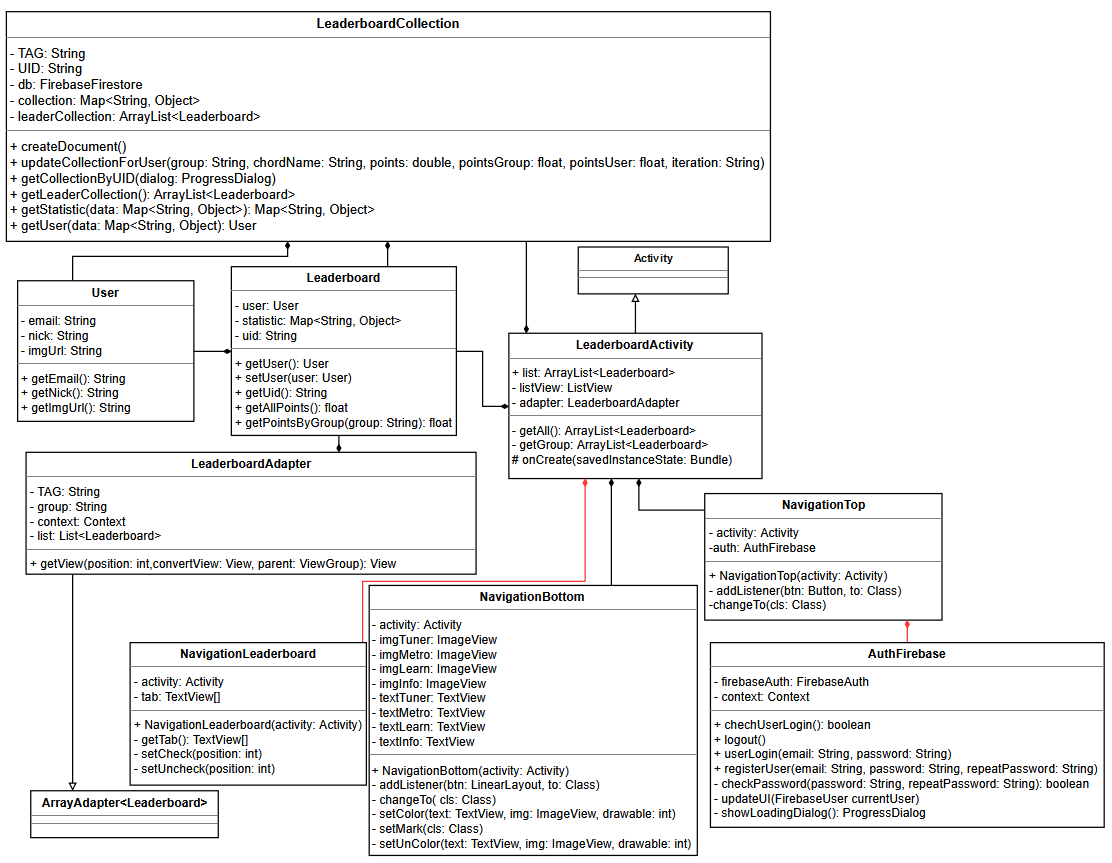 LeaderboardCollection
- TAG: String
- UID: String
- db: FirebaseFirestore
- collection: Map<String, Object>
- leaderCollection: ArrayList<Leaderboard>
+ createDocument()
+ updateCollectionForUser(group: String, chordName: String, points: double, pointsGroup: float, pointsUser: float, iteration: String)
+ getCollectionByUID(dialog: ProgressDialog)
+ getLeaderCollection(): ArrayList<Leaderboard>
+ getStatistic(data: Map<String, Object>): Map<String, Object>
+ getUser(data: Map<String, Object): User
Activity
User
- email: String
- nick: String
- imgUrl: String
+ getEmail(): String
+ getNick(): String
+ getImgUrl(): String
Leaderboard
- user: User
- statistic: Map<String, Object>
- uid: String
+ getUser(): User
+ setUser(user: User)
+ getUid(): String
+ getAllPoints(): float
+ getPointsByGroup(group: String): float
LeaderboardActivity
+ list: ArrayList<Leaderboard>
- listView: ListView
- adapter: LeaderboardAdapter
- getAll(): ArrayList<Leaderboard>
- getGroup: ArrayList<Leaderboard>
# onCreate(savedInstanceState: Bundle)
LeaderboardAdapter
- TAG: String
- group: String
- context: Context
- list: List<Leaderboard>
+ getView(position: int,convertView: View, parent: ViewGroup): View
NavigationTop
- activity: Activity
-auth: AuthFirebase
+ NavigationTop(activity: Activity)
- addListener(btn: Button, to: Class)
-changeTo(cls: Class)
NavigationBottom
- activity: Activity
- imgTuner: ImageView
- imgMetro: ImageView
- imgLearn: ImageView
- imgInfo: ImageView
- textTuner: TextView
- textMetro: TextView
- textLearn: TextView
- textInfo: TextView
+ NavigationBottom(activity: Activity)
- addListener(btn: LinearLayout, to: Class)
- changeTo( cls: Class)
- setColor(text: TextView, img: ImageView, drawable: int)
- setMark(cls: Class)
- setUnColor(text: TextView, img: ImageView, drawable: int)
NavigationLeaderboard
- activity: Activity
- tab: TextView[]
+ NavigationLeaderboard(activity: Activity)
- getTab(): TextView[]
- setCheck(position: int)
- setUncheck(position: int)
AuthFirebase
- firebaseAuth: FirebaseAuth
- context: Context
+ chechUserLogin(): boolean
+ logout()
+ userLogin(email: String, password: String)
+ registerUser(email: String, password: String, repeatPassword: String)
- checkPassword(password: String, repeatPassword: String): boolean
- updateUI(FirebaseUser currentUser)
- showLoadingDialog(): ProgressDialog
ArrayAdapter<Leaderboard>